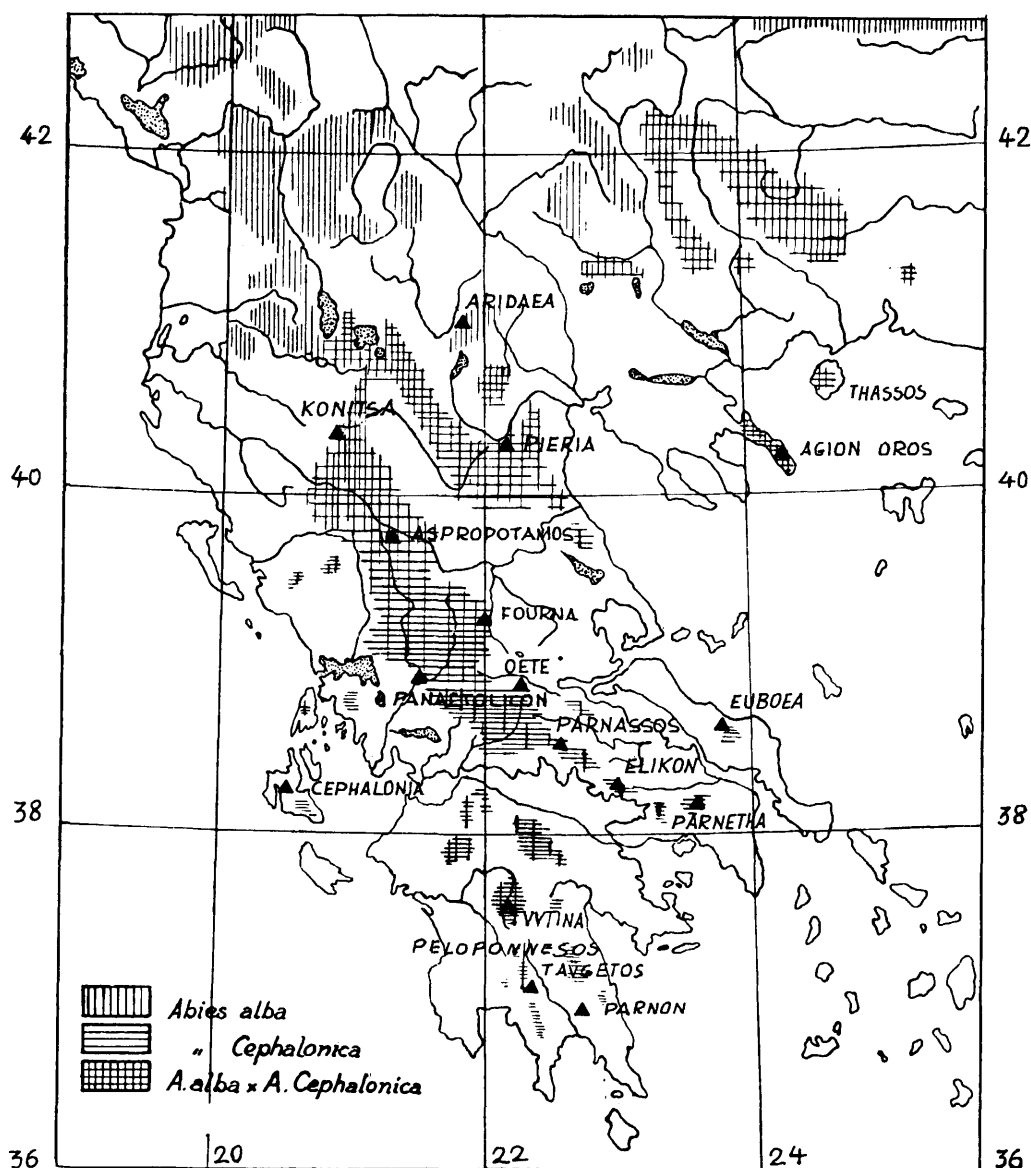 42
42
ARIDAEA
KONITSA
THASSOS
PIERIA
AGION OROS
40
40
ASPROPOTAMOS
FOURNA
OETE
PANAETOLICON
EUBOEA
PARNASSOS
ELIKON
CEPHALONIA
38
38
PARNETHA
VYTINA
PELOPONNESOS
TAYGETOS
PARNON
Abies alba
„ Cephalonica
A. alba x A. Cephalonica
36
20
22
24
36